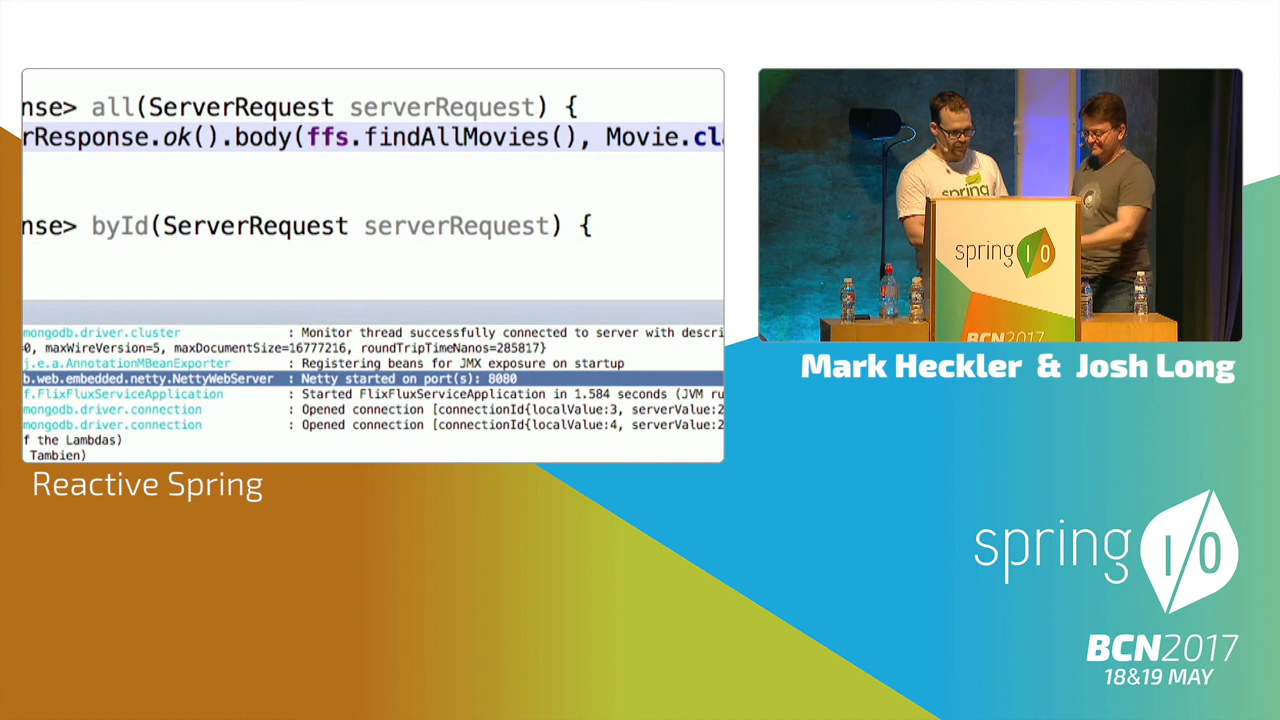 nse> all(ServerRequest serverRequest) {
rResponse.ok().body(ffs.findAllMovies(), Movie.cl
nse> byId(ServerRequest serverRequest) {
mongodb.driver.cluster : Monitor thread successfully connected to server with descri
0, maxWireVersion=5, maxDocumentSize=16777216, roundTripTimeNanos=285817}
j.e.a.AnnotationMBeanExporter : Registering beans for JMX exposure on startup
b.web.embedded.netty.NettyWebServer : Netty started on port(s): 8080
f.FlixFluxServiceApplication : Started FlixFluxServiceApplication in 1.584 seconds (JVM ru
mongodb.driver.connection : Opened connection [connectionId{localValue:3, serverValue:2
mongodb.driver.connection : Opened connection [connectionId{localValue:4, serverValue:2
f the Lambdas)
Tambien)
Reactive Spring
spring
spring I/O
BCN2017
Mark Heckler & Josh Long
spring I/O
BCN2017
18&19 MAY